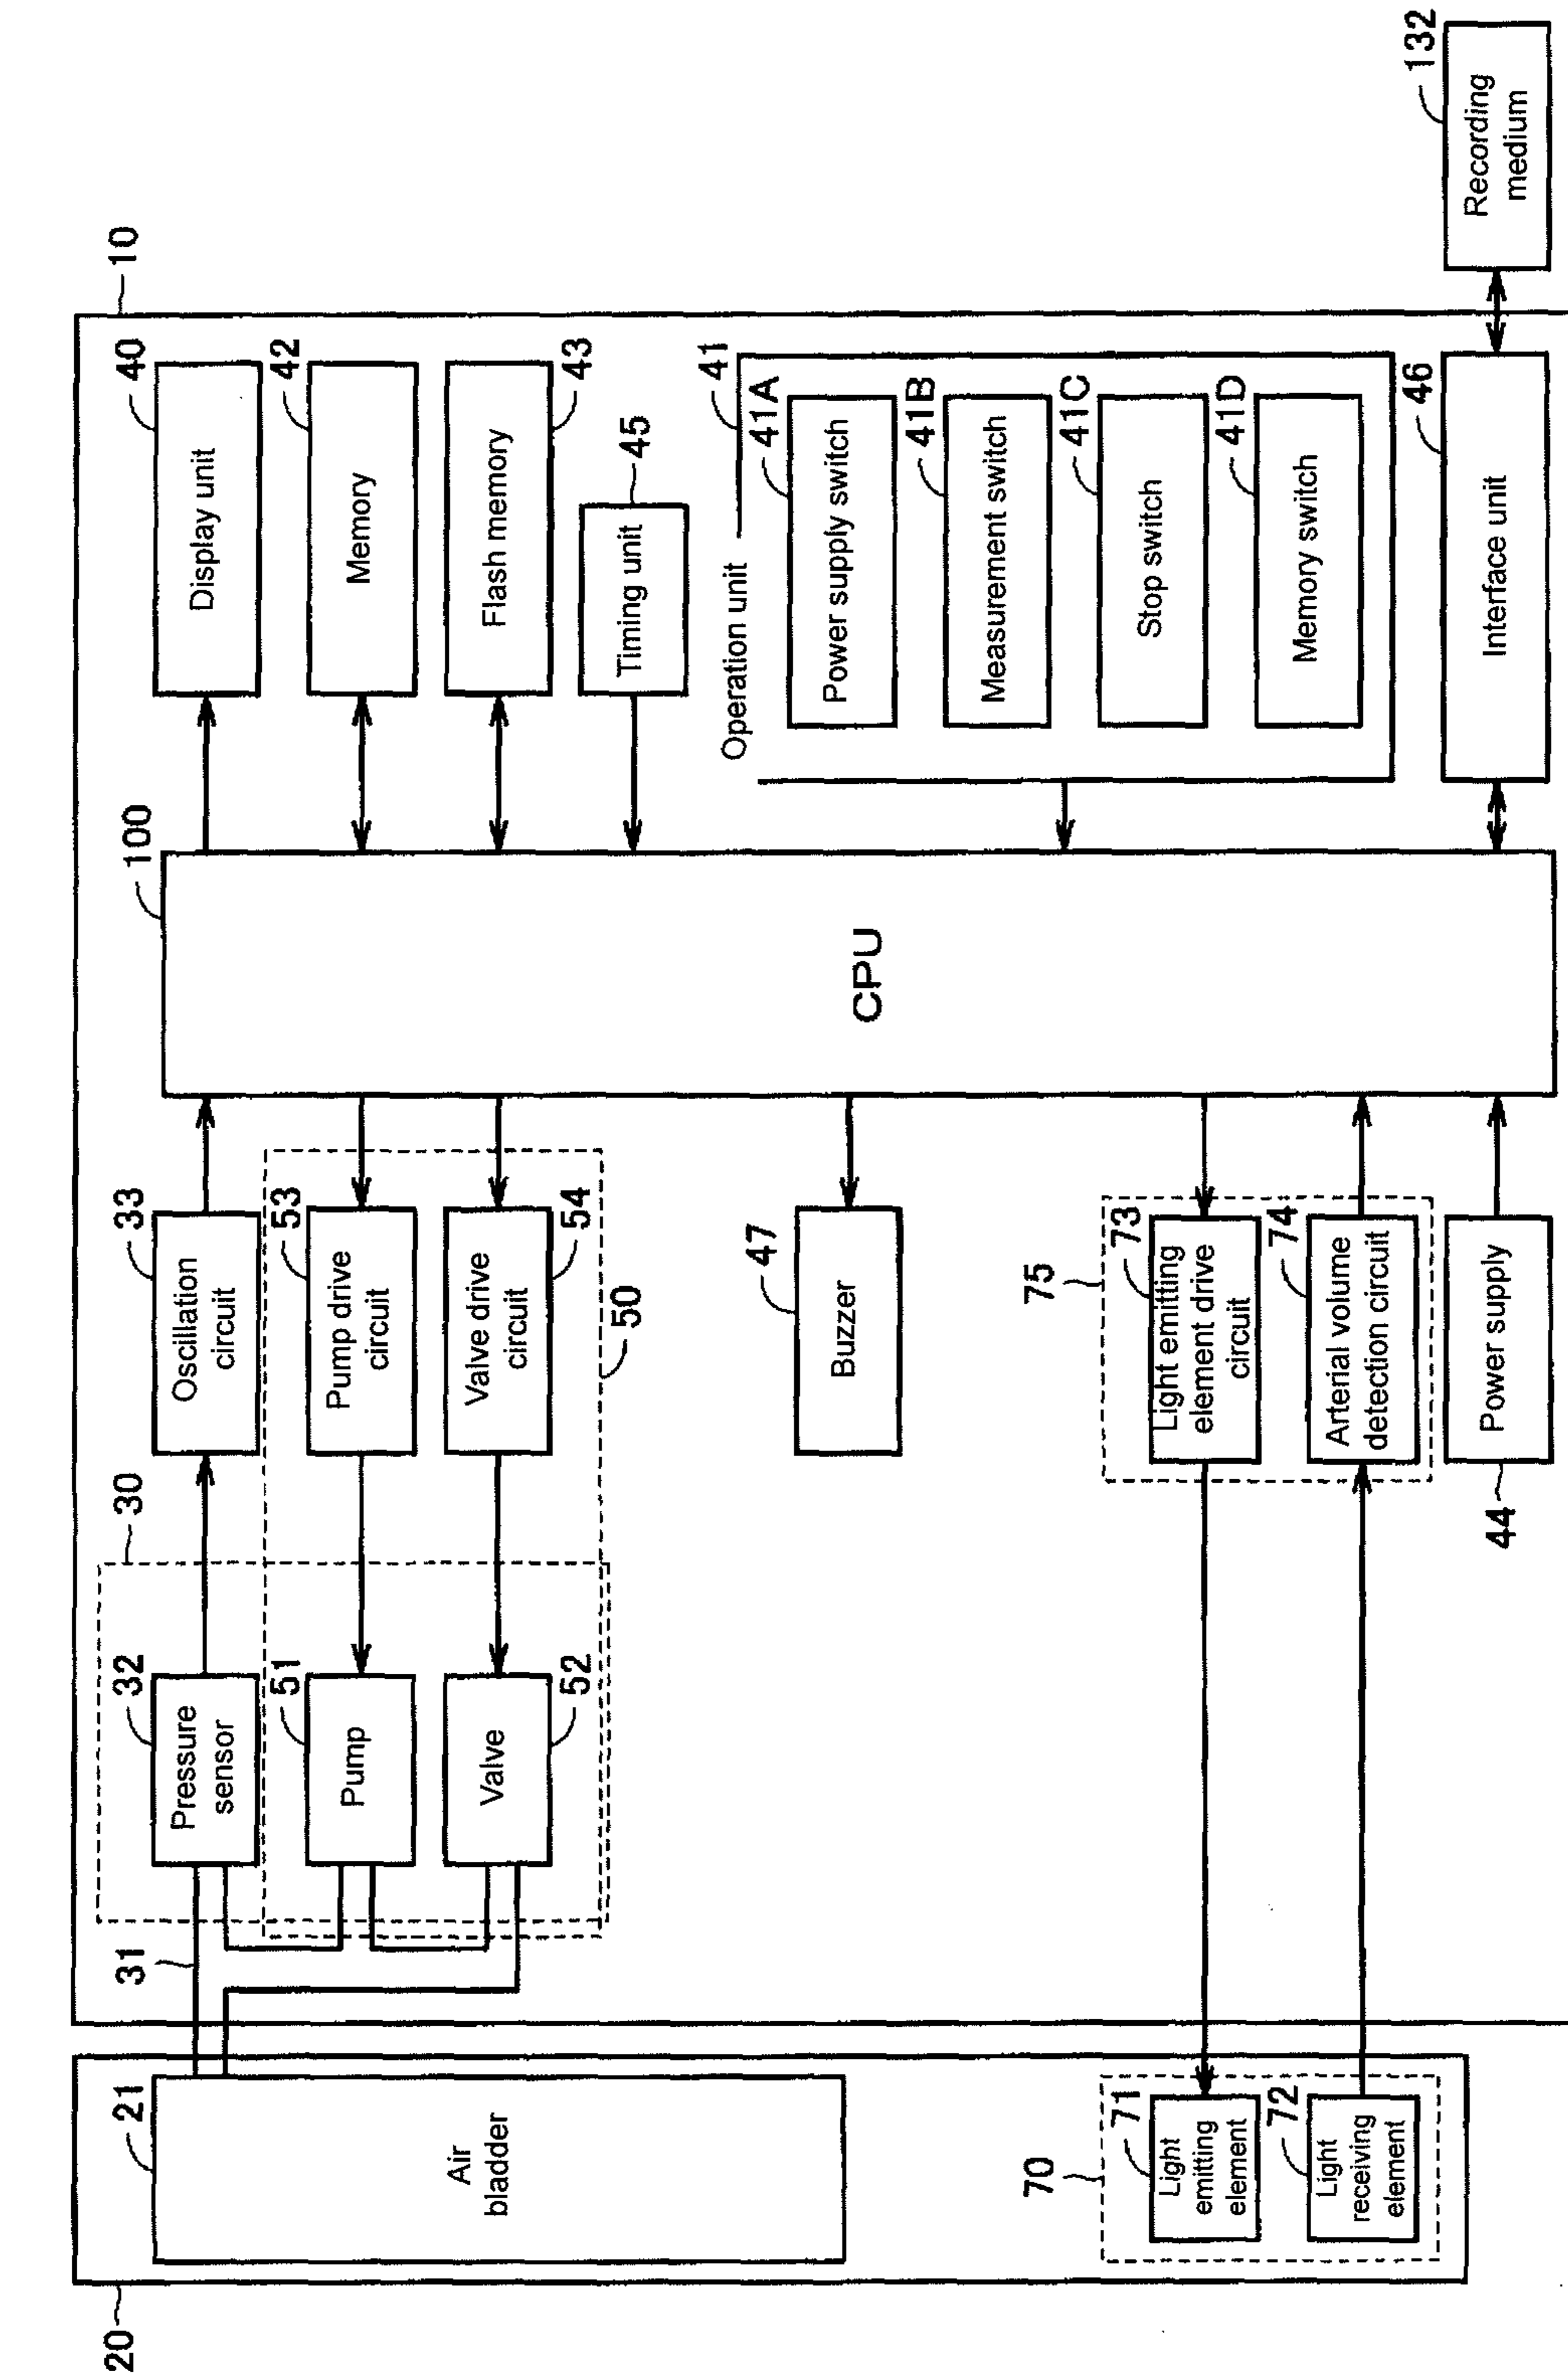 10
20
21
Air
bladder
31
30
32
Pressure
sensor
33
Oscillation
circuit
51
Pump
53
Pump drive
circuit
52
Valve
54
Valve drive
circuit
50
47
Buzzer
70
71
Light
emitting
element
72
Light
receiving
element
75
73
Light emitting
element drive
circuit
74
Arterial volume
detection circuit
44
Power supply
100
CPU
40
Display unit
42
Memory
Flash memory
43
45
Timing unit
Operation unit
41
41A
Power supply switch
41B
Measurement switch
41C
Stop switch
41D
Memory switch
46
Interface unit
132
Recording
medium